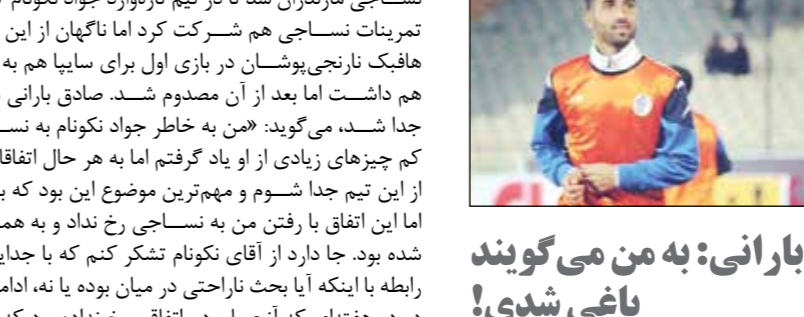 بارانی: به من می‌گویند
یاغی شدی!
نساجی مازندران شد تا در تیم تازه‌وارد جواد نکونام
تمرینات نساجی هم شرکت کرد اما ناگهان از این
هافبک نارنجی‌پوشان در بازی اول برای سایپا هم به
هم داشت اما بعد از آن مصدوم شد. صادق بارانی
جدا شد، می‌گوید: «من به خاطر جواد نکونام به
کم چیزهای زیادی از او یاد گرفتم اما به هر حال
از این تیم جدا شوم و مهم‌ترین موضوع این بود که
اما این اتفاق با رفتن من به نساجی رخ نداد و به
شده بود. جا دارد از آقای نکونام تشکر کنم که با
رابطه با اینکه آیا بحث ناراحتی در میان بوده یا نه،